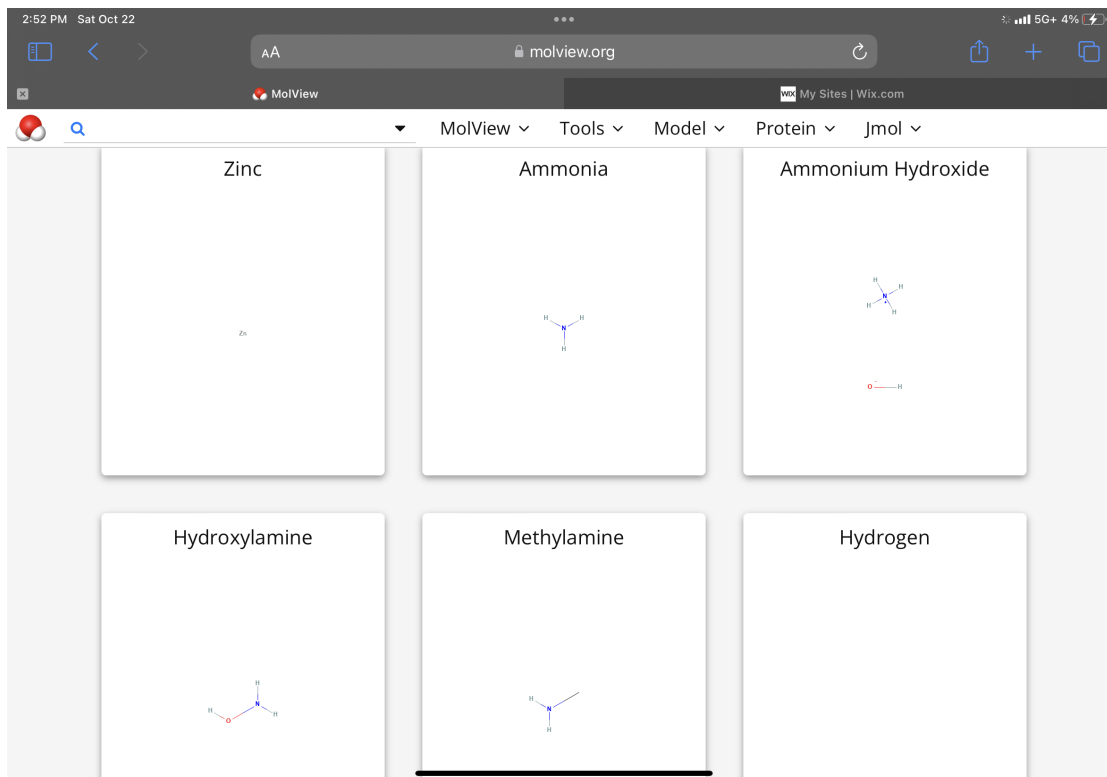 2:52 PM Sat Oct 22 5G+ 4%
AA molview.org
MolView WiX My Sites | Wix.com
MolView Tools Model Protein Jmol
Zinc Ammonia Ammonium Hydroxide
H H
N
H
H H
N
H H
Zn
H
O H
Hydroxylamine Methylamine Hydrogen
H
H N H
O
H
N
H